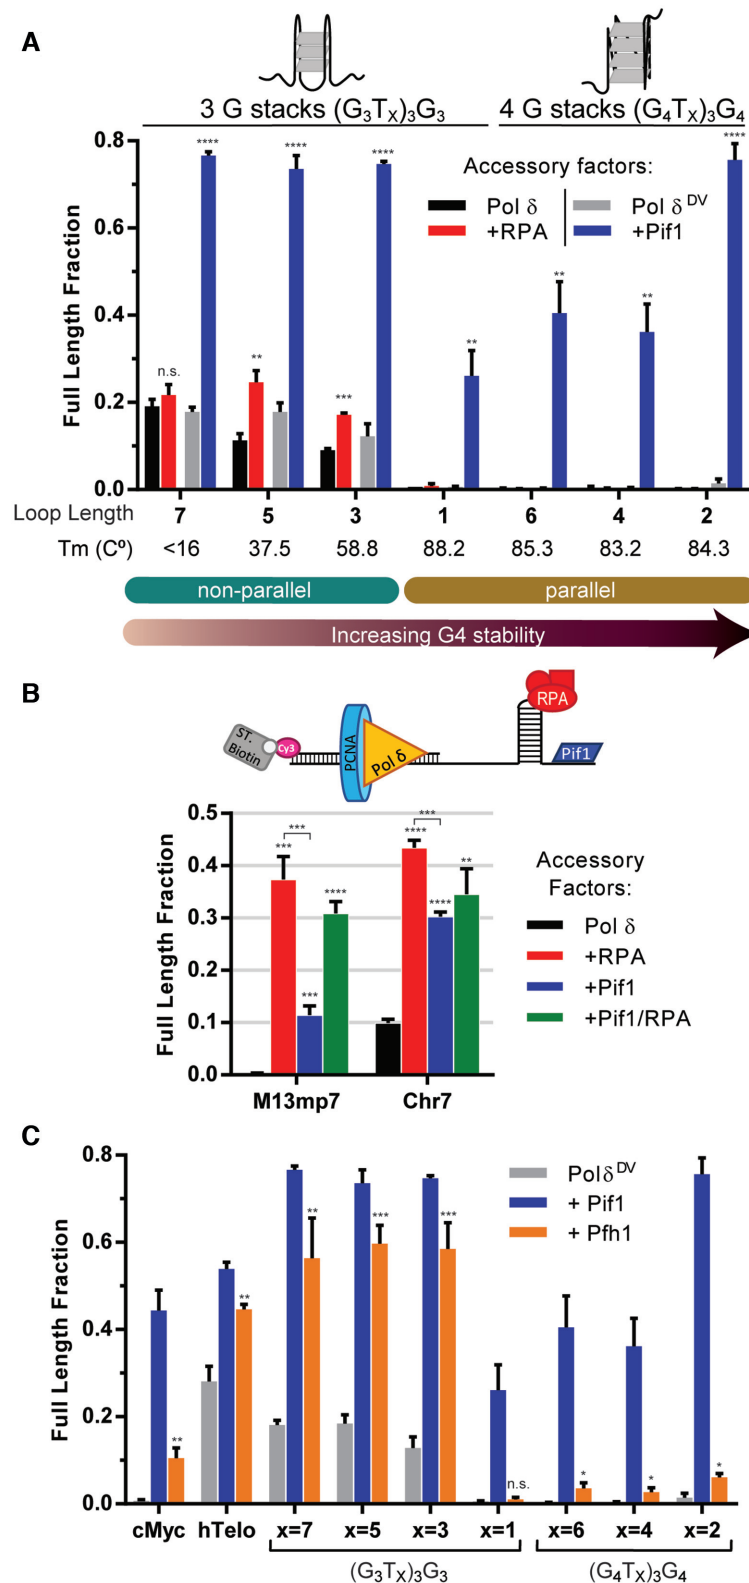 A
3 G stacks (G3TX)3G3
4 G stacks (G4TX)3G4
Full Length Fraction
0.8
0.6
0.4
0.2
0.0
Accessory factors:
Pol δ
Pol δ DV
+RPA
+Pif1
****
****
****
****
**
**
**
n.s.
**
***
Loop Length
7 5 3 1 6 4 2
Tm (Cº)
<16 37.5 58.8 88.2 85.3 83.2 84.3
non-parallel
parallel
Increasing G4 stability
B
ST.
Biotin
Cy3
PCNA
Pol δ
RPA
Pif1
Full Length Fraction
0.5
0.4
0.3
0.2
0.1
0.0
***
***
***
****
***
****
****
**
M13mp7 Chr7
Accessory
Factors:
Pol δ
+RPA
+Pif1
+Pif1/RPA
C
Full Length Fraction
0.8
0.6
0.4
0.2
0.0
PolδDV
+ Pif1
+ Pfh1
**
**
**
***
***
n.s.
*
*
*
cMyc hTelo x=7 x=5 x=3 x=1 x=6 x=4 x=2
(G3TX)3G3
(G4TX)3G4